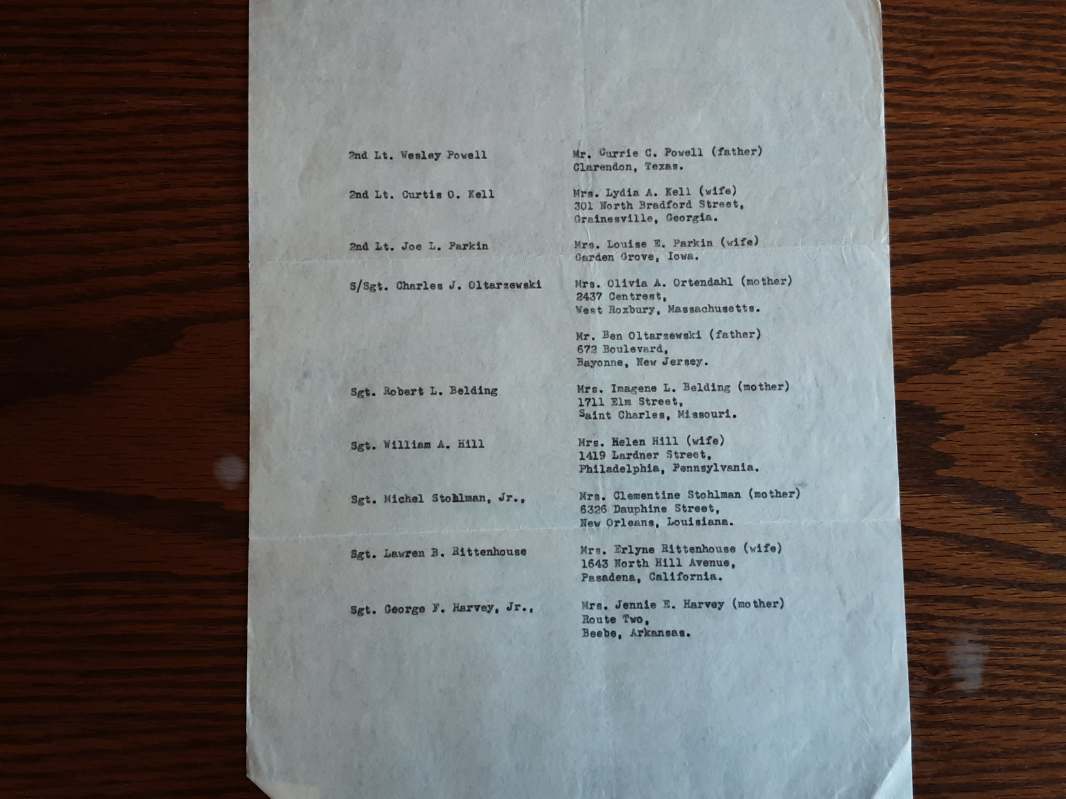 2nd Lt. Wesley Powell Mr. Currie C. Powell (father)
Clarendon, Texas.
2nd Lt. Curtis O. Kell Mrs. Lydia A. Kell (wife)
301 North Bradford Street,
Grainesville, Georgia.
2nd Lt. Joe L. Parkin Mrs. Louise E. Parkin (wife)
Garden Grove, Iowa.
S/Sgt. Charles J. Oltarzewski Mrs. Olivia A. Ortendahl (mother)
2437 Centrest,
West Roxbury, Massachusetts.
Mr. Ben Oltarzewski (father)
672 Boulevard,
Bayonne, New Jersey.
Sgt. Robert L. Belding Mrs. Imagene L. Belding (mother)
1711 Elm Street,
Saint Charles, Missouri.
Sgt. William A. Hill Mrs. Helen Hill (wife)
1419 Lardner Street,
Philadelphia, Pennsylvania.
Sgt. Michel Stohlman, Jr., Mrs. Clementine Stohlman (mother)
6326 Dauphine Street,
New Orleans, Louisiana.
Sgt. Lawren B. Rittenhouse Mrs. Erlyne Rittenhouse (wife)
1643 North Hill Avenue,
Pasadena, California.
Sgt. George F. Harvey, Jr., Mrs. Jennie E. Harvey (mother)
Route Two,
Beebe, Arkansas.